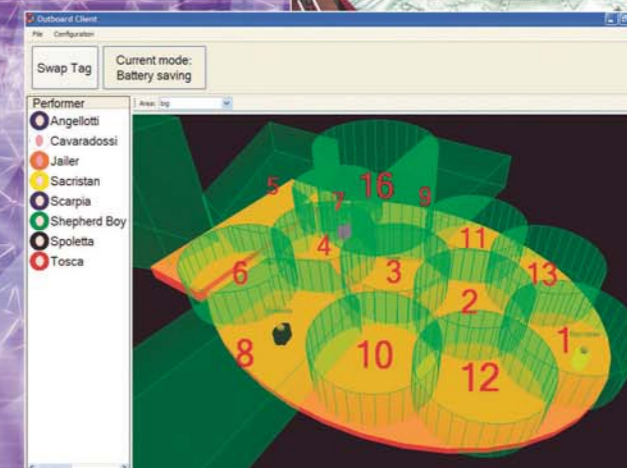 Outboard Client
File Configuration
Swap Tag
Current mode:
Battery saving
Performer
Area: big
Angellotti
Cavaradossi
Jailer
Sacristan
Scarpia
Shepherd Boy
Spoletta
Tosca
5
7
16
9
4
11
6
3
13
2
8
10
1
12